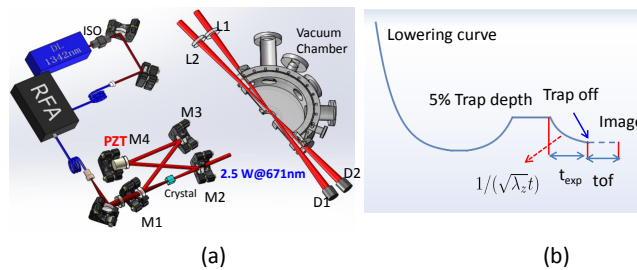 ISO
DL
1342nm
RFA
L1
L2
Vacuum
Chamber
M3
PZT M4
2.5 W@671nm
Crystal
M2
M1
D2
D1
(a)
Lowering curve
5% Trap depth
Trap off
Image
1/(√λ_z t)
t_exp
tof
(b)